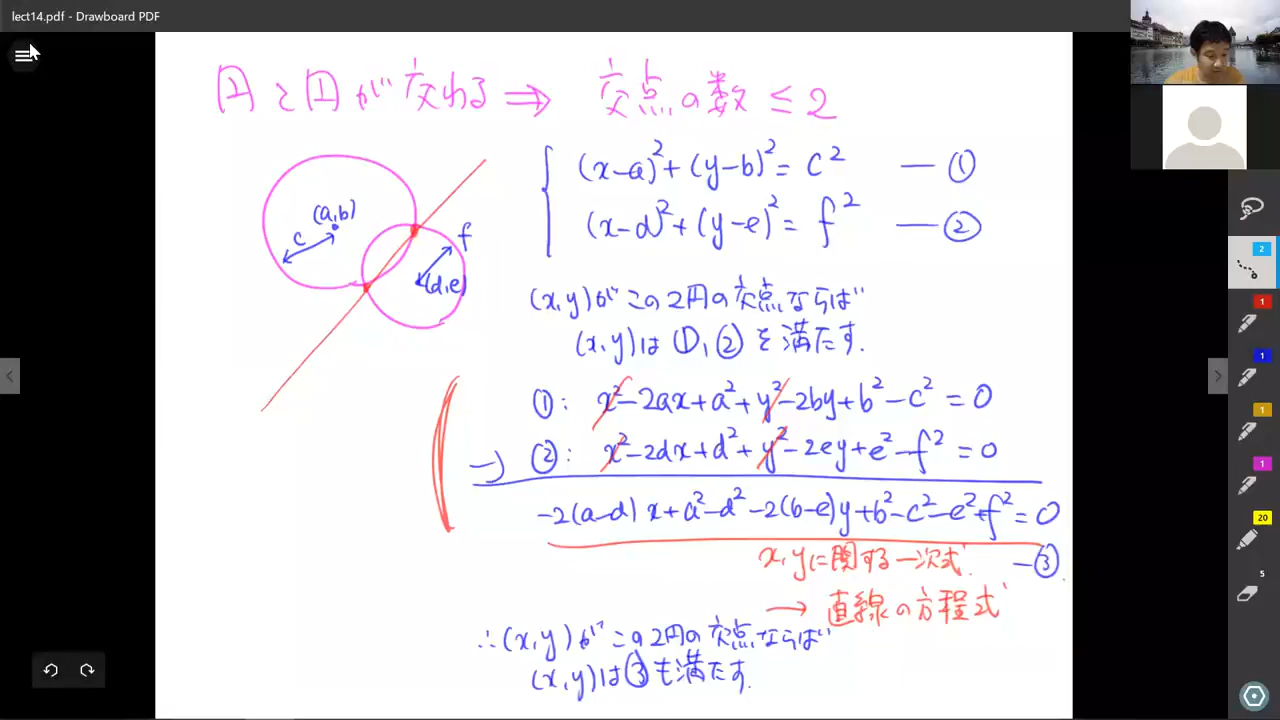 lect14.pdf - Drawboard PDF
円と円が交わる ⇒ 交点の数 ≤ 2
(x-a)²+(y-b)² = c² — ①
(x-d)²+(y-e)² = f² — ②
(a,b)
c
f
(d,e)
(x,y)がこの2円の交点ならば
(x,y)は①,②を満たす.
①: x²-2ax+a²+y²-2by+b²-c² = 0
-) ②: x²-2dx+d²+y²-2ey+e²-f² = 0
-2(a-d)x+a²-d²-2(b-e)y+b²-c²-e²+f² = 0
x,yに関する一次式. — ③
→ 直線の方程式
∴(x,y)がこの2円の交点ならば
(x,y)は③も満たす.
2
1
1
1
1
20
5